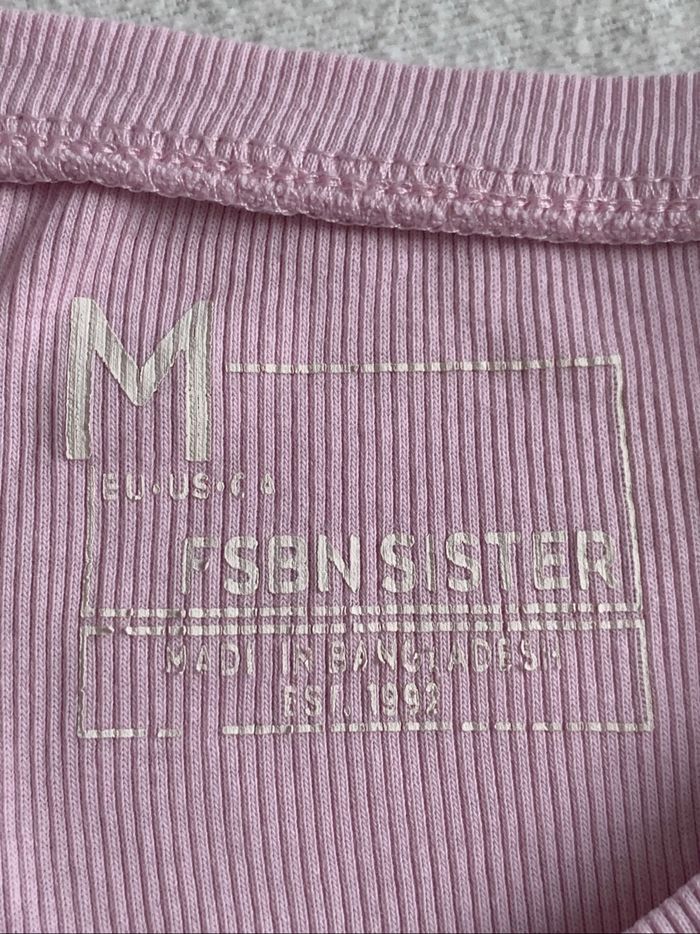 M
EU·US·CA
FSBN SISTER
MADE IN BANGLADESH
EST. 1992